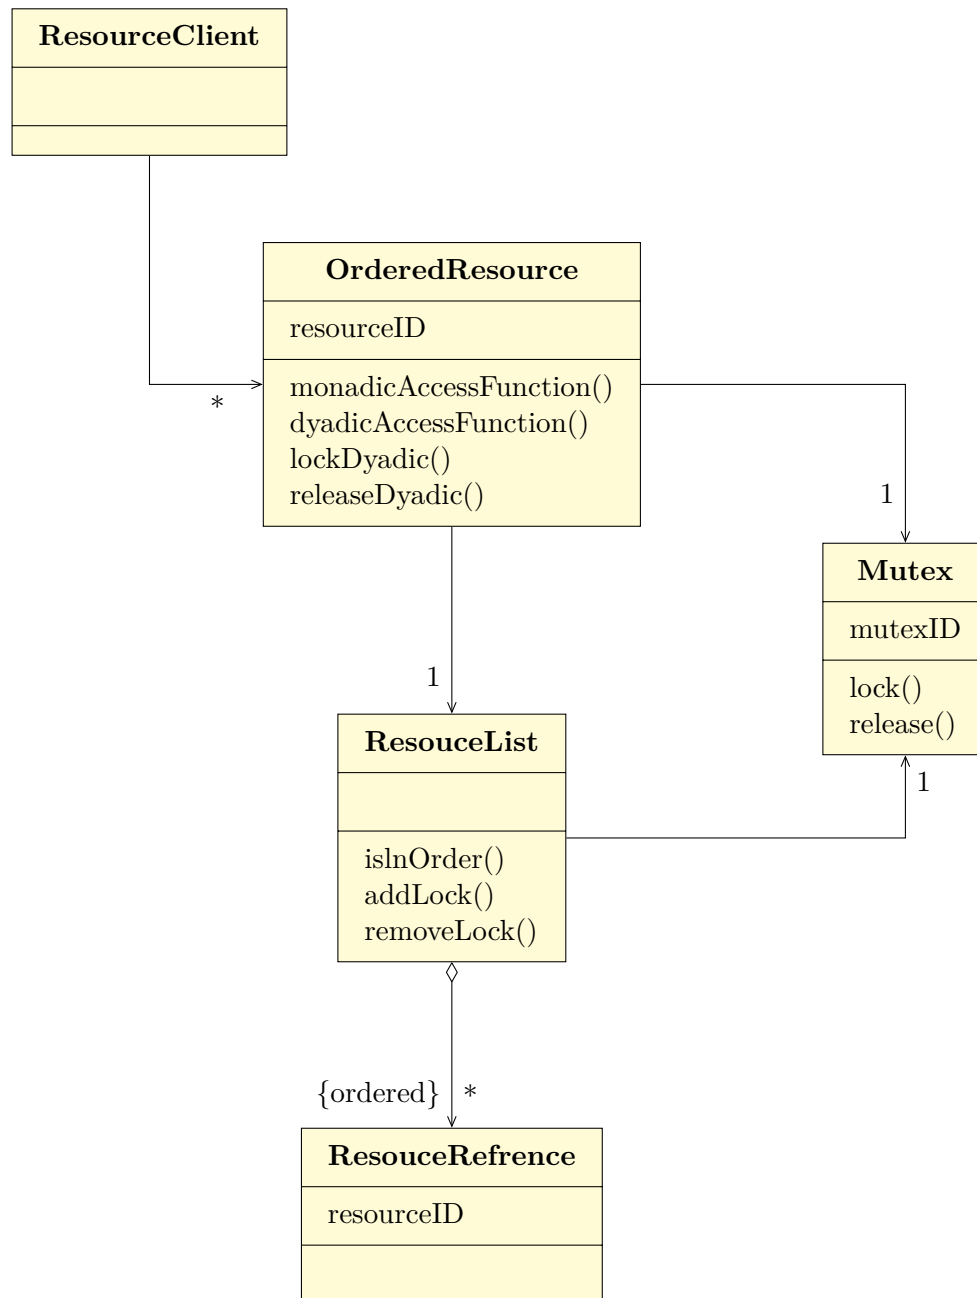 ResourceClient
OrderedResource
resourceID
monadicAccessFunction()
dyadicAccessFunction()
lockDyadic()
releaseDyadic()
*
1
Mutex
mutexID
lock()
release()
1
1
ResouceList
islnOrder()
addLock()
removeLock()
{ordered} *
ResouceRefrence
resourceID